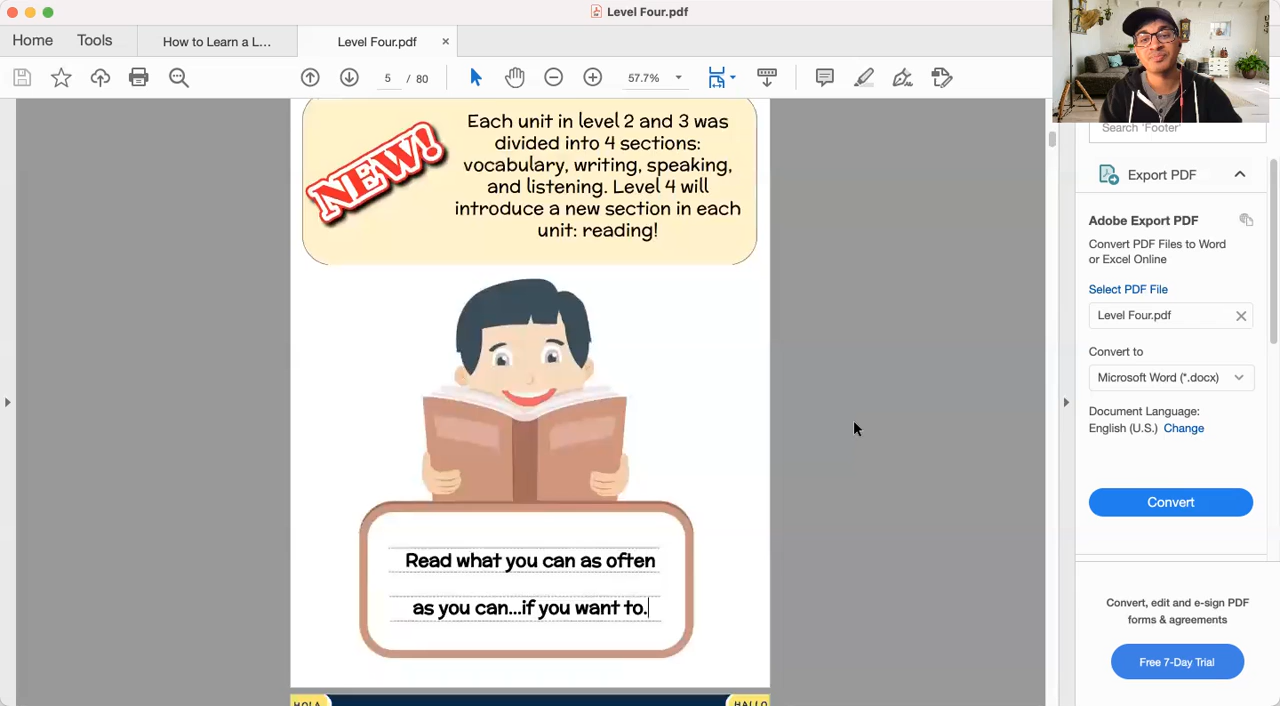 Level Four.pdf
Home
Tools
How to Learn a L...
Level Four.pdf
5 / 80
57.7%
NEW!
Each unit in level 2 and 3 was
divided into 4 sections:
vocabulary, writing, speaking,
and listening. Level 4 will
introduce a new section in each
unit: reading!
Read what you can as often
as you can...if you want to.
HOLA
HALLO
Search 'Footer'
Export PDF
Adobe Export PDF
Convert PDF Files to Word
or Excel Online
Select PDF File
Level Four.pdf
Convert to
Microsoft Word (*.docx)
Document Language:
English (U.S.) Change
Convert
Convert, edit and e-sign PDF
forms & agreements
Free 7-Day Trial